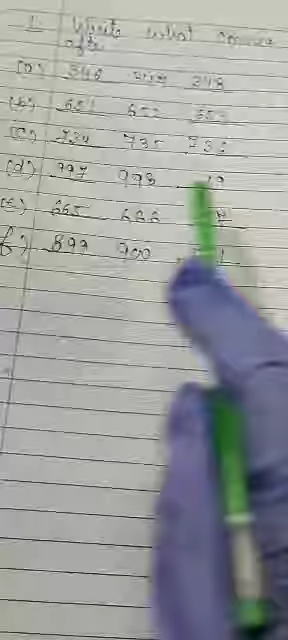 1. Write what comes
after
(a) 346 347 348
(b) 651 652 653
(c) 734 735 736
(d) 997 998
(e) 665 666
(f) 899 900